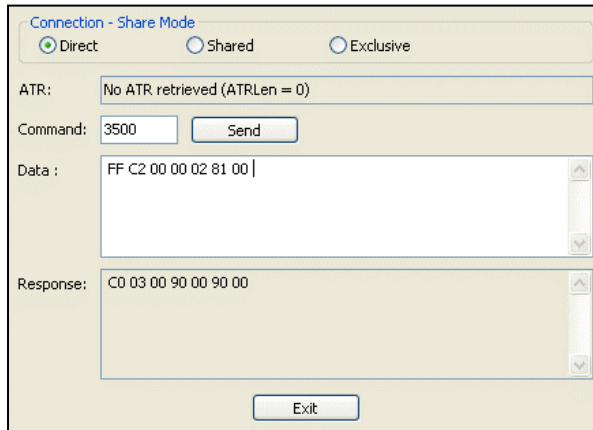 Connection - Share Mode
Direct Shared Exclusive
ATR: No ATR retrieved (ATRLen = 0)
Command: 3500 Send
Data : FF C2 00 00 02 81 00
Response: C0 03 00 90 00 90 00
Exit